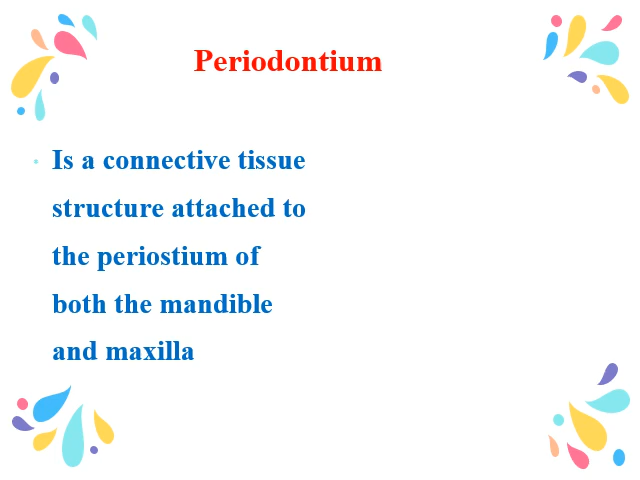 Periodontium
• Is a connective tissue
structure attached to
the periostium of
both the mandible
and maxilla